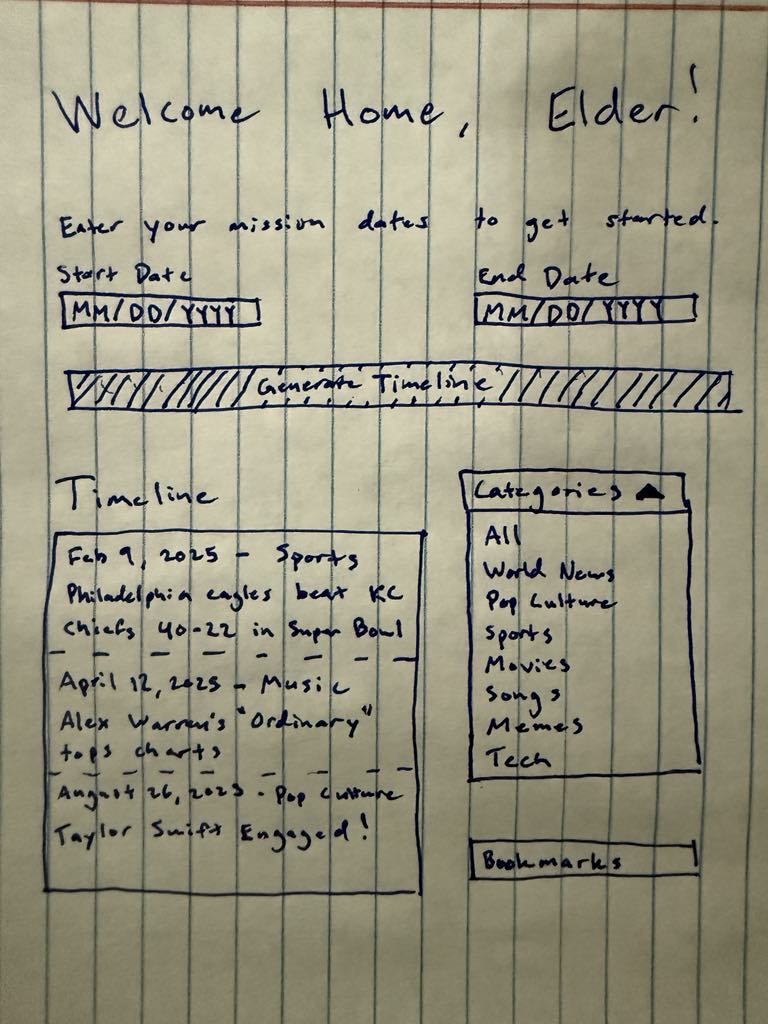 Welcome Home, Elder!
Enter your mission dates to get started.
Start Date
End Date
MM/DD/YYYY
MM/DD/YYYY
Generate Timeline
Timeline
Feb 9, 2025 - Sports
Philadelphia eagles beat KC
Chiefs 40-22 in Super Bowl
April 12, 2025 - Music
Alex Warren's "Ordinary"
tops charts
August 26, 2025 - Pop Culture
Taylor Swift Engaged!
Categories ▲
All
World News
Pop Culture
Sports
Movies
Songs
Memes
Tech
Bookmarks